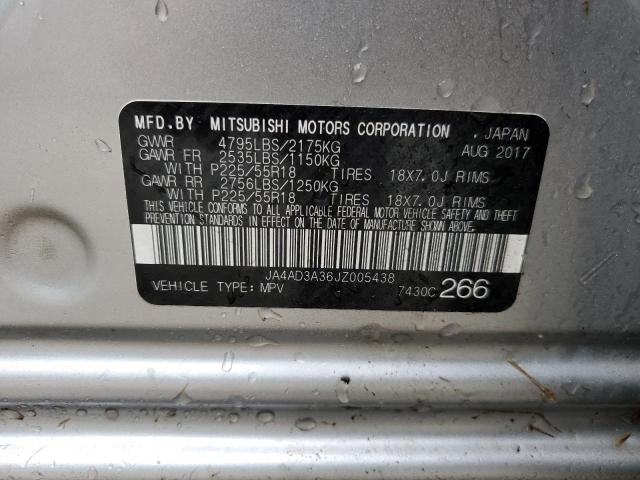 MFD.BY MITSUBISHI MOTORS CORPORATION , JAPAN
GVWR 4795LBS/2175KG AUG 2017
GAWR FR 2535LBS/1150KG
WITH P225/55R18 TIRES 18X7.0J RIMS
GAWR RR 2756LBS/1250KG
WITH P225/55R18 TIRES 18X7.0J RIMS
THIS VEHICLE CONFORMS TO ALL APPLICABLE FEDERAL MOTOR VEHICLE SAFETY AND THEFT
PREVENTION STANDARDS IN EFFECT ON THE DATE OF MANUFACTURE SHOWN ABOVE.
JA4AD3A36JZ005438
VEHICLE TYPE: MPV 7430C 266